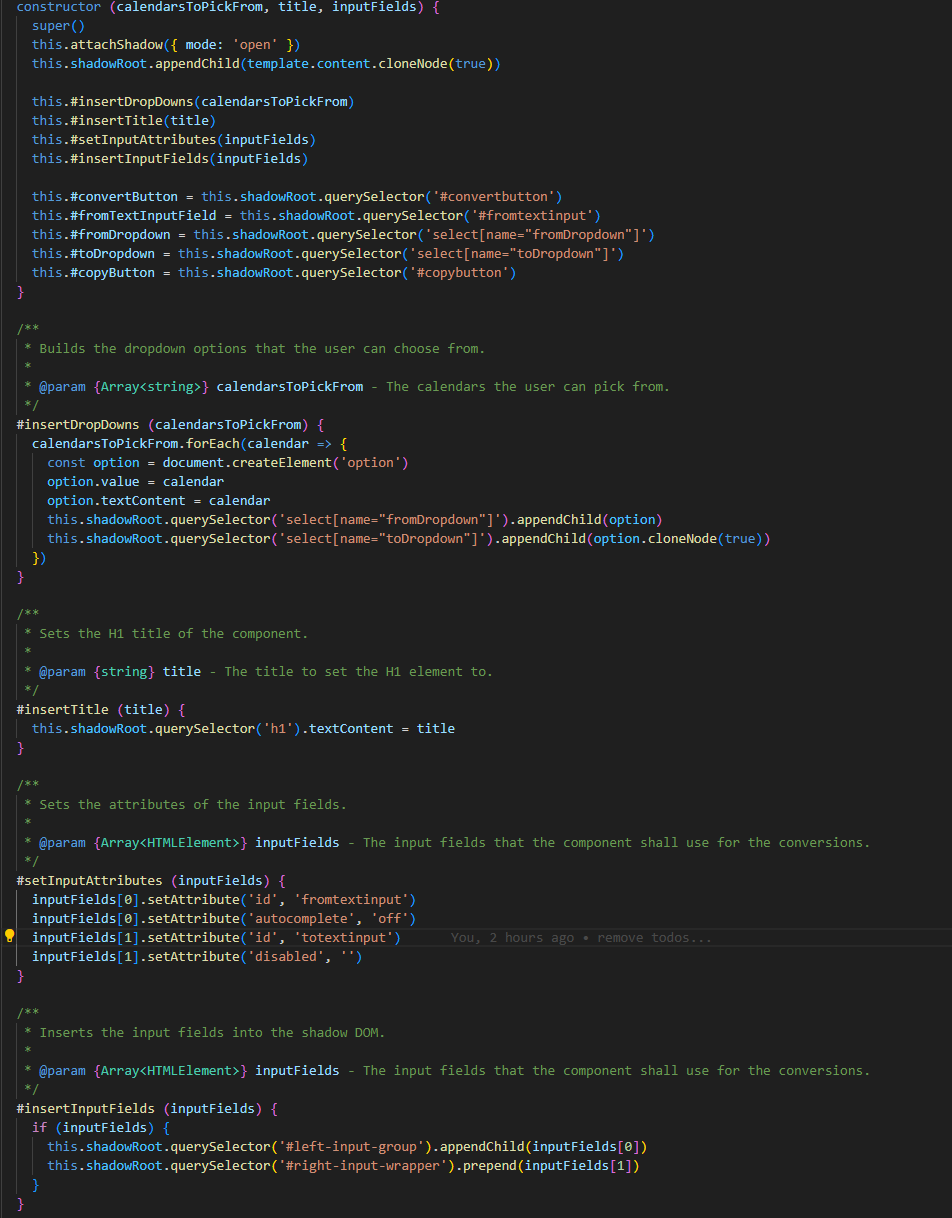 constructor (calendarsToPickFrom, title, inputFields) {
super()
this.attachShadow({ mode: 'open' })
this.shadowRoot.appendChild(template.content.cloneNode(true))
this.#insertDropDowns(calendarsToPickFrom)
this.#insertTitle(title)
this.#setInputAttributes(inputFields)
this.#insertInputFields(inputFields)
this.#convertButton = this.shadowRoot.querySelector('#convertbutton')
this.#fromTextInputField = this.shadowRoot.querySelector('#fromtextinput')
this.#fromDropdown = this.shadowRoot.querySelector('select[name="fromDropdown"]')
this.#toDropdown = this.shadowRoot.querySelector('select[name="toDropdown"]')
this.#copyButton = this.shadowRoot.querySelector('#copybutton')
}
/**
* Builds the dropdown options that the user can choose from.
*
* @param {Array<string>} calendarsToPickFrom - The calendars the user can pick from.
*/
#insertDropDowns (calendarsToPickFrom) {
calendarsToPickFrom.forEach(calendar => {
const option = document.createElement('option')
option.value = calendar
option.textContent = calendar
this.shadowRoot.querySelector('select[name="fromDropdown"]').appendChild(option)
this.shadowRoot.querySelector('select[name="toDropdown"]').appendChild(option.cloneNode(true))
})
}
/**
* Sets the H1 title of the component.
*
* @param {string} title - The title to set the H1 element to.
*/
#insertTitle (title) {
this.shadowRoot.querySelector('h1').textContent = title
}
/**
* Sets the attributes of the input fields.
*
* @param {Array<HTMLElement>} inputFields - The input fields that the component shall use for the conversions.
*/
#setInputAttributes (inputFields) {
inputFields[0].setAttribute('id', 'fromtextinput')
inputFields[0].setAttribute('autocomplete', 'off')
inputFields[1].setAttribute('id', 'totextinput') You, 2 hours ago • remove todos...
inputFields[1].setAttribute('disabled', '')
}
/**
* Inserts the input fields into the shadow DOM.
*
* @param {Array<HTMLElement>} inputFields - The input fields that the component shall use for the conversions.
*/
#insertInputFields (inputFields) {
if (inputFields) {
this.shadowRoot.querySelector('#left-input-group').appendChild(inputFields[0])
this.shadowRoot.querySelector('#right-input-wrapper').prepend(inputFields[1])
}
}